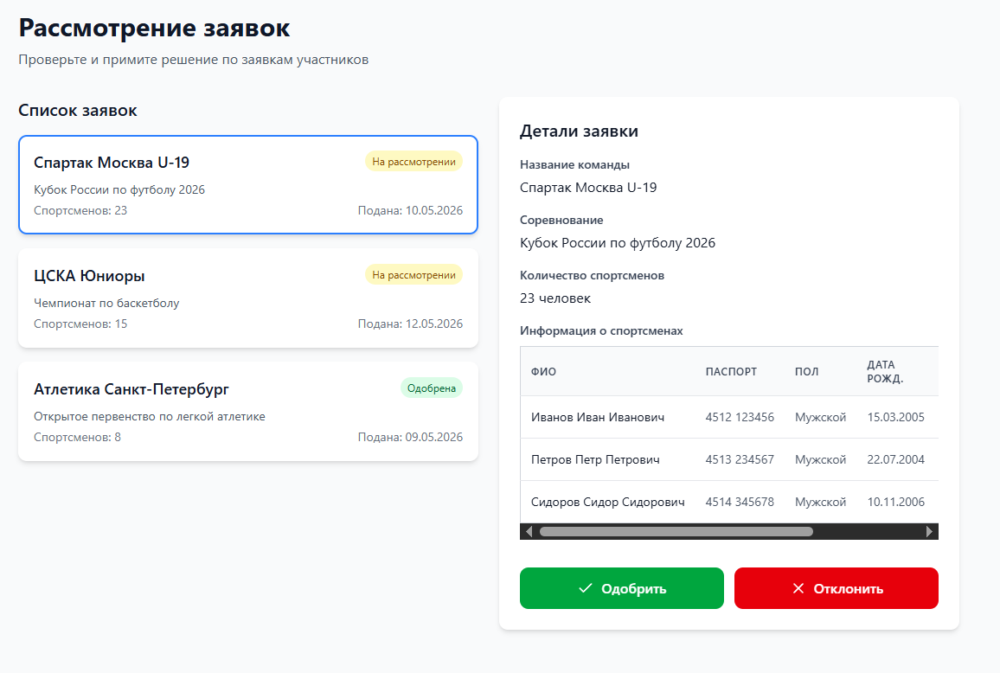 Рассмотрение заявок
Проверьте и примите решение по заявкам участников
Список заявок
Спартак Москва U-19
На рассмотрении
Кубок России по футболу 2026
Спортсменов: 23
Подана: 10.05.2026
ЦСКА Юниоры
На рассмотрении
Чемпионат по баскетболу
Спортсменов: 15
Подана: 12.05.2026
Атлетика Санкт-Петербург
Одобрена
Открытое первенство по легкой атлетике
Спортсменов: 8
Подана: 09.05.2026
Детали заявки
Название команды
Спартак Москва U-19
Соревнование
Кубок России по футболу 2026
Количество спортсменов
23 человек
Информация о спортсменах
ФИО ПАСПОРТ ПОЛ ДАТА РОЖД.
Иванов Иван Иванович 4512 123456 Мужской 15.03.2005
Петров Петр Петрович 4513 234567 Мужской 22.07.2004
Сидоров Сидор Сидорович 4514 345678 Мужской 10.11.2006
Одобрить
Отклонить